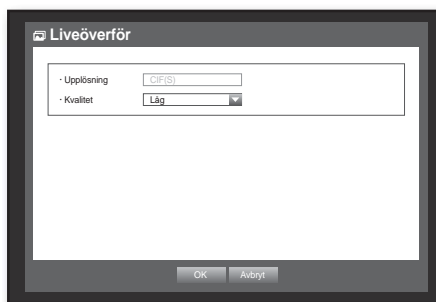 Liveöverför
· Upplösning CIF(S)
· Kvalitet Låg
OK Avbryt